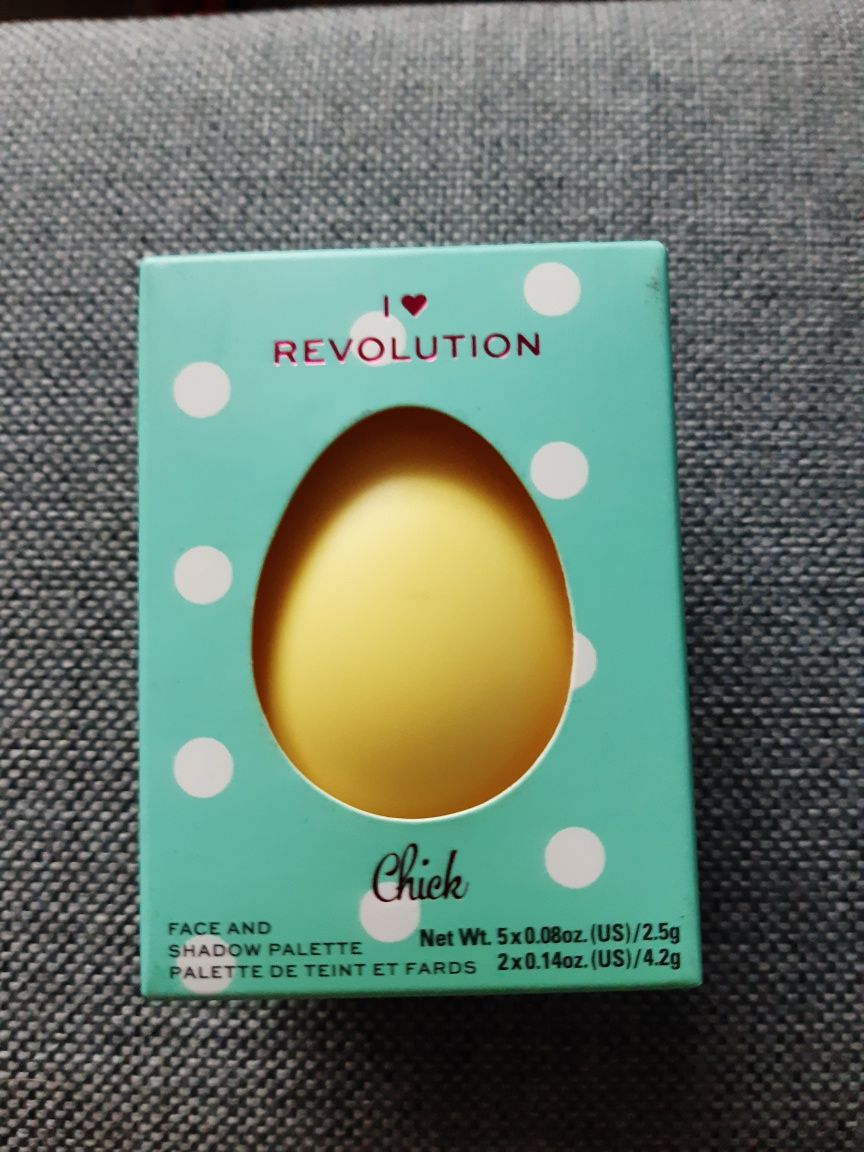 I ♥
REVOLUTION
Chick
FACE AND
SHADOW PALETTE
PALETTE DE TEINT ET FARDS
Net Wt. 5x0.08oz.(US)/2.5g
2x0.14oz.(US)/4.2g